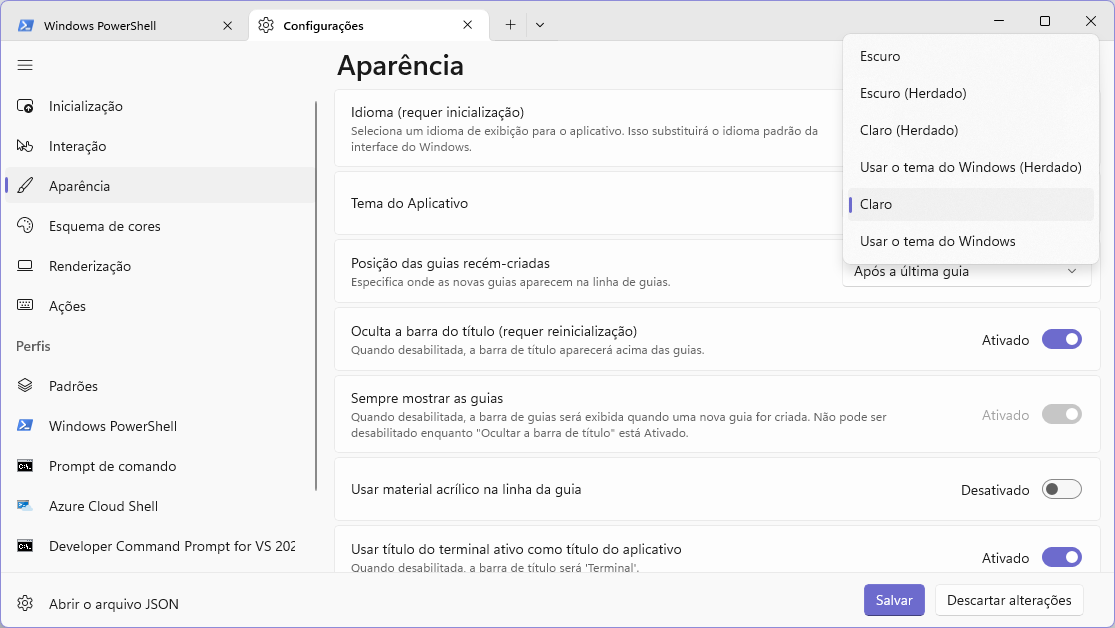 Windows PowerShell
Configurações
Aparência
Inicialização
Interação
Aparência
Esquema de cores
Renderização
Ações
Perfis
Padrões
Windows PowerShell
Prompt de comando
Azure Cloud Shell
Developer Command Prompt for VS 202
Abrir o arquivo JSON
Idioma (requer inicialização)
Seleciona um idioma de exibição para o aplicativo. Isso substituirá o idioma padrão da
interface do Windows.
Tema do Aplicativo
Escuro
Escuro (Herdado)
Claro (Herdado)
Usar o tema do Windows (Herdado)
Claro
Usar o tema do Windows
Posição das guias recém-criadas
Especifica onde as novas guias aparecem na linha de guias.
Após a última guia
Oculta a barra do título (requer reinicialização)
Quando desabilitada, a barra de título aparecerá acima das guias.
Ativado
Sempre mostrar as guias
Quando desabilitada, a barra de guias será exibida quando uma nova guia for criada. Não pode ser
desabilitado enquanto "Ocultar a barra de título" está Ativado.
Ativado
Usar material acrílico na linha da guia
Desativado
Usar título do terminal ativo como título do aplicativo
Quando desabilitada, a barra de título será 'Terminal'.
Ativado
Salvar
Descartar alterações